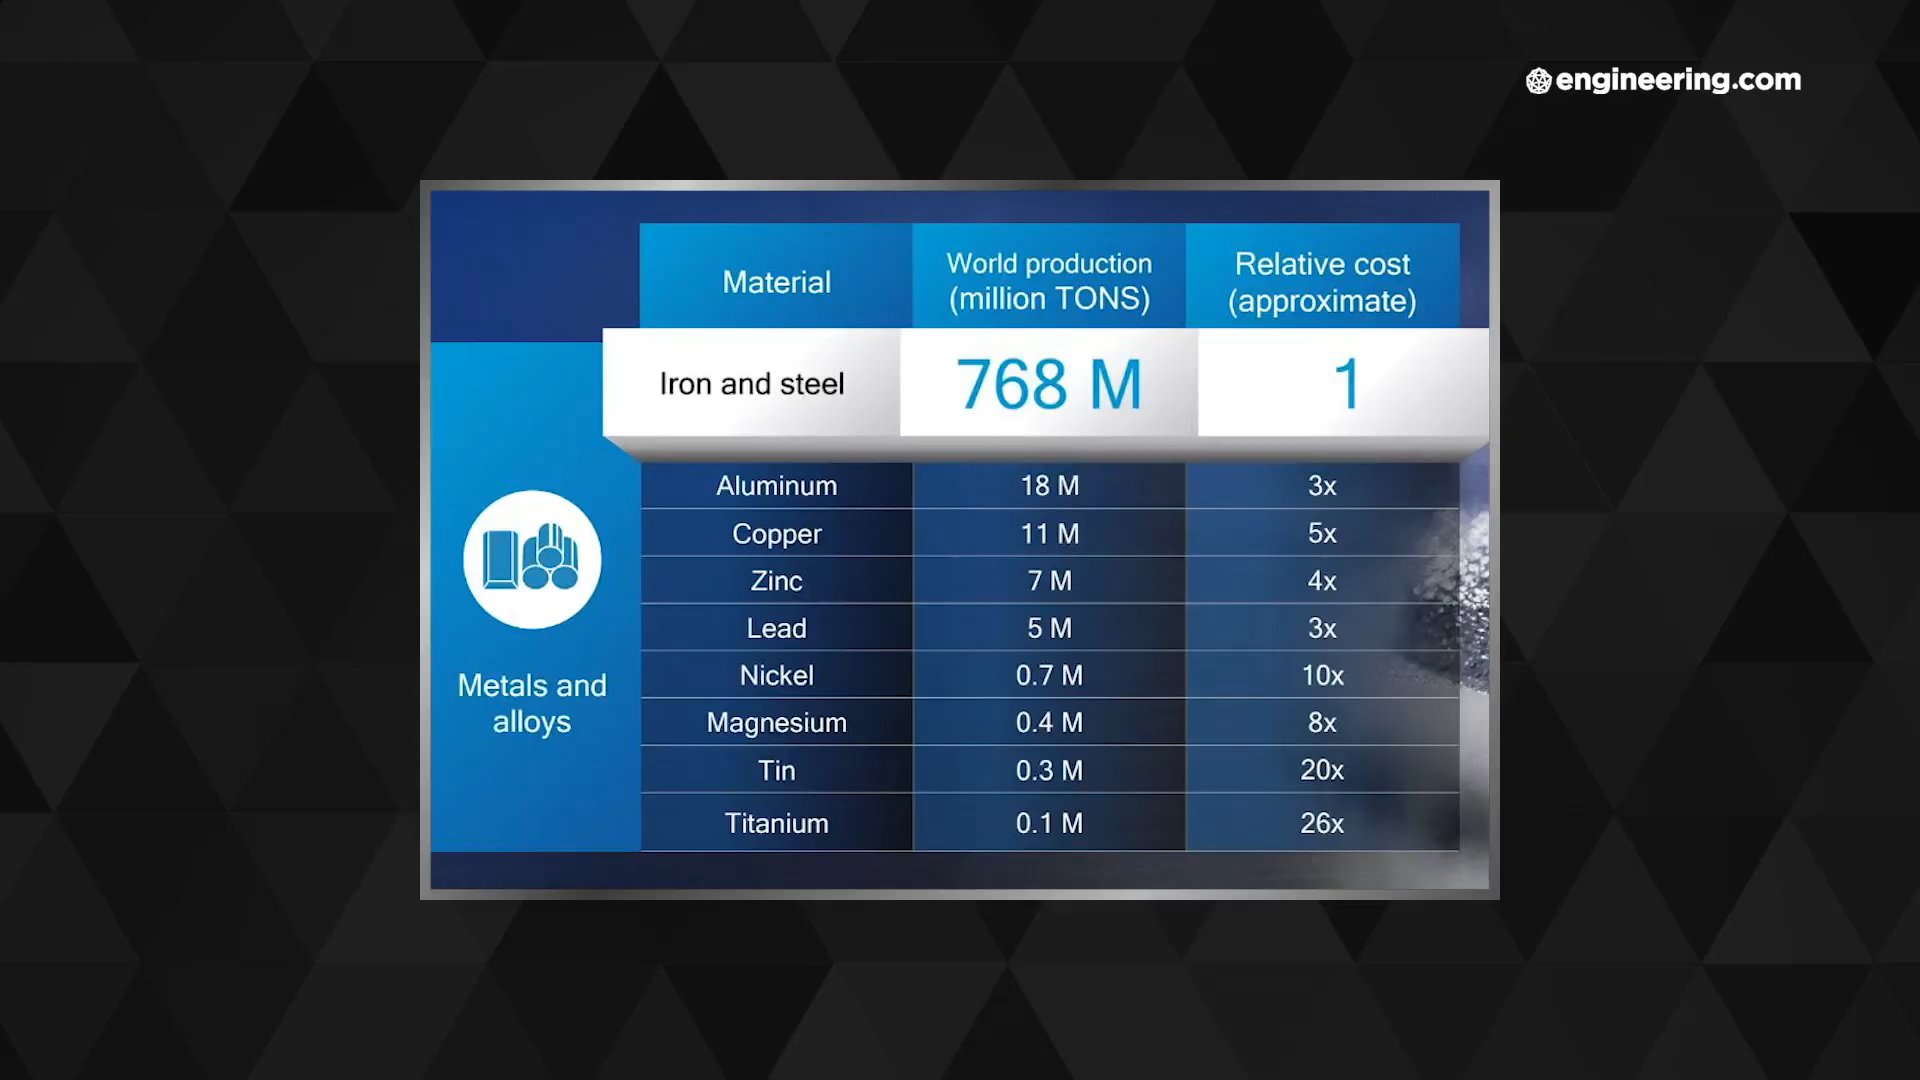 engineering.com
Material
World production
(million TONS)
Relative cost
(approximate)
Iron and steel
768 M
1
Aluminum
18 M
3x
Copper
11 M
5x
Zinc
7 M
4x
Lead
5 M
3x
Nickel
0.7 M
10x
Magnesium
0.4 M
8x
Tin
0.3 M
20x
Titanium
0.1 M
26x
Metals and
alloys